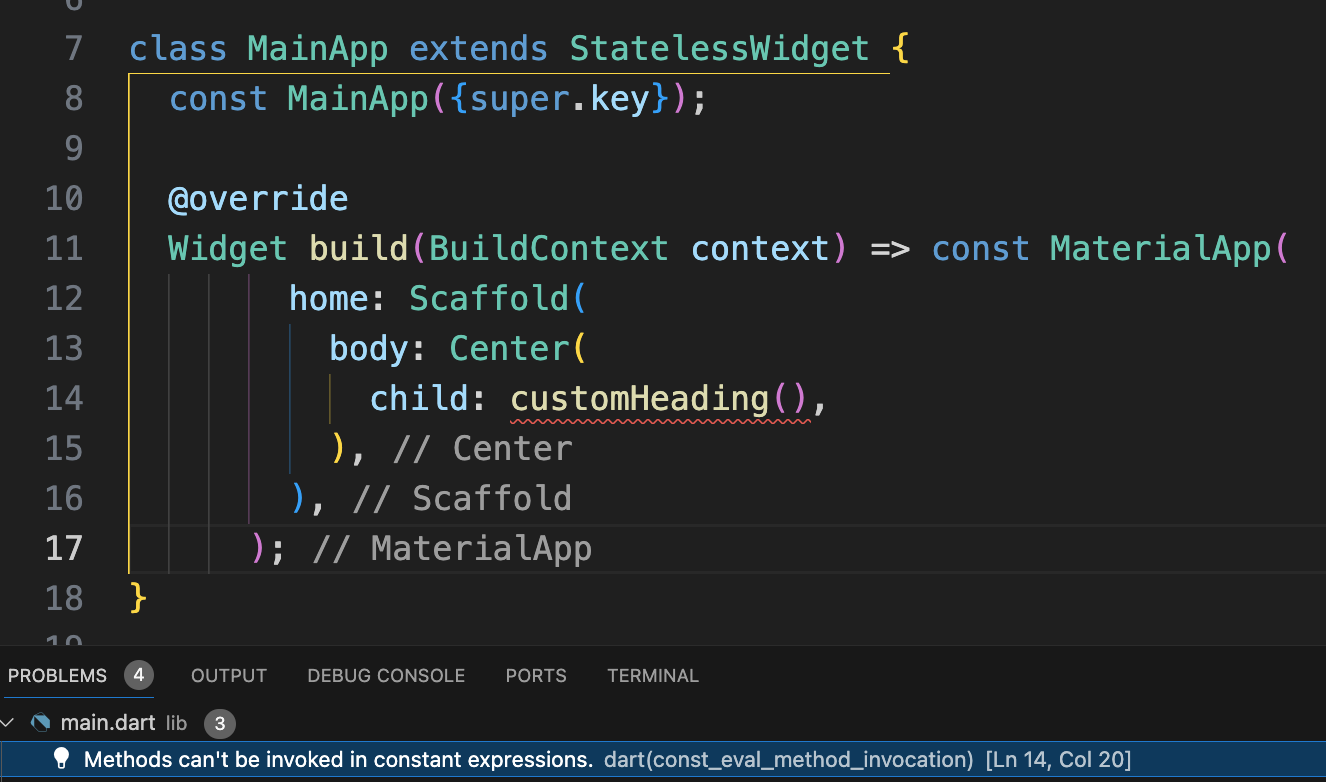 6
7 class MainApp extends StatelessWidget {
8 const MainApp({super.key});
9
10 @override
11 Widget build(BuildContext context) => const MaterialApp(
12 home: Scaffold(
13 body: Center(
14 child: customHeading(),
15 ), // Center
16 ), // Scaffold
17 ); // MaterialApp
18 }
19
PROBLEMS 4 OUTPUT DEBUG CONSOLE PORTS TERMINAL
main.dart lib 3
Methods can't be invoked in constant expressions. dart(const_eval_method_invocation) [Ln 14, Col 20]